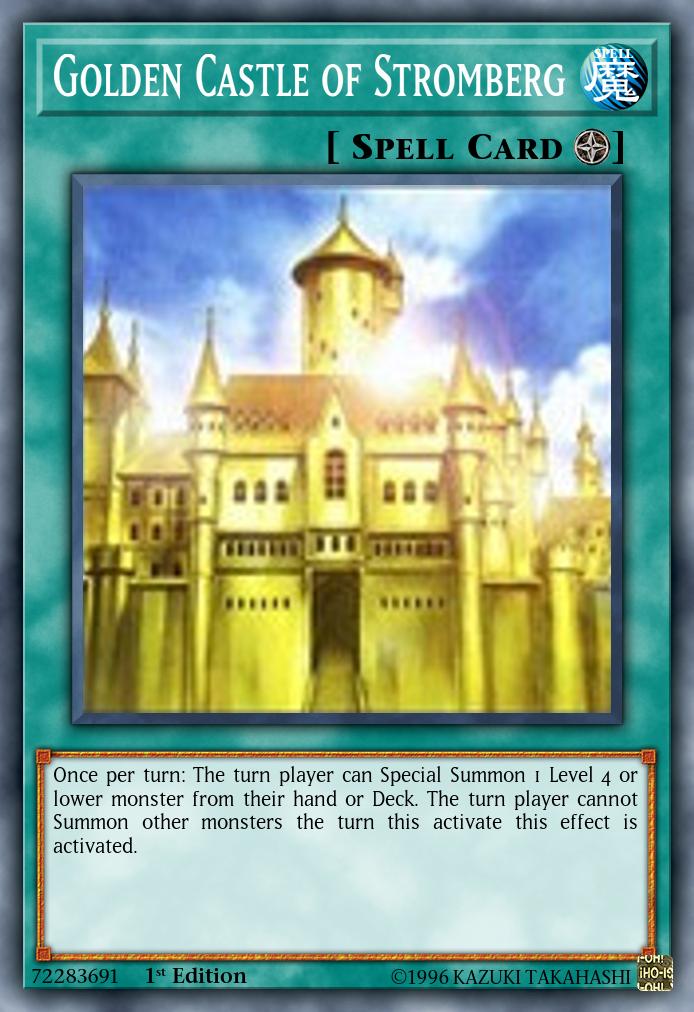 Golden Castle of Stromberg
SPELL
魔
[ Spell Card ]
Once per turn: The turn player can Special Summon 1 Level 4 or
lower monster from their hand or Deck. The turn player cannot
Summon other monsters the turn this activate this effect is
activated.
72283691 1st Edition ©1996 KAZUKI TAKAHASHI